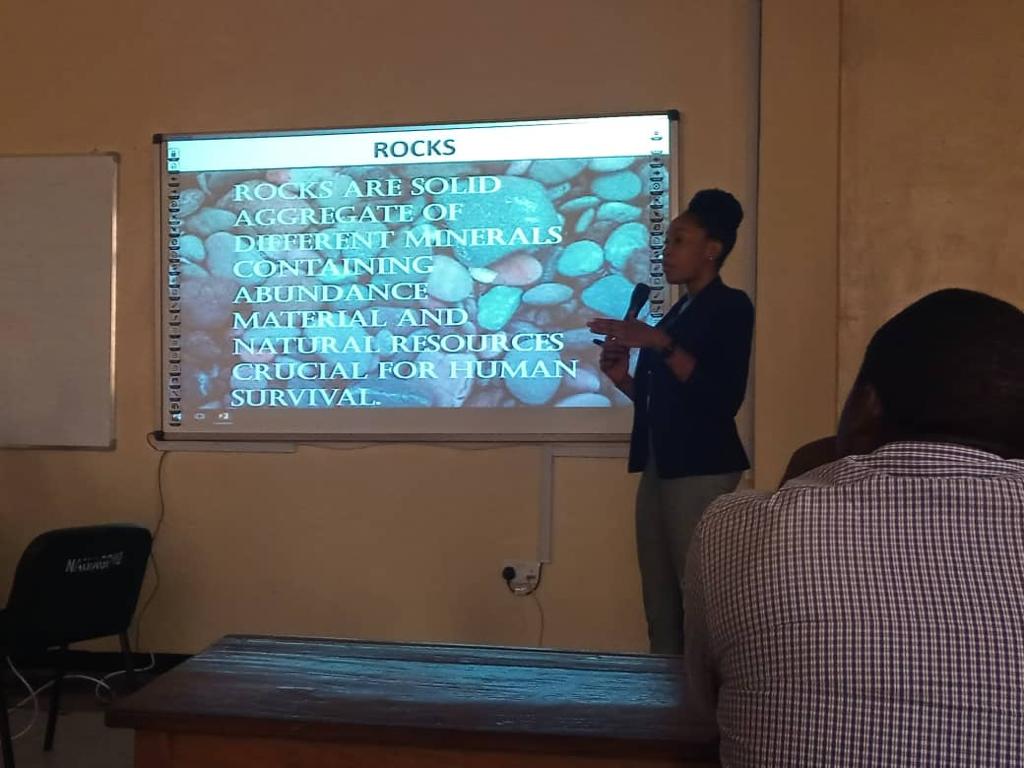 ROCKS
ROCKS ARE SOLID
AGGREGATE OF
DIFFERENT MINERALS
CONTAINING
ABUNDANCE
MATERIAL AND
NATURAL RESOURCES
CRUCIAL FOR HUMAN
SURVIVAL.